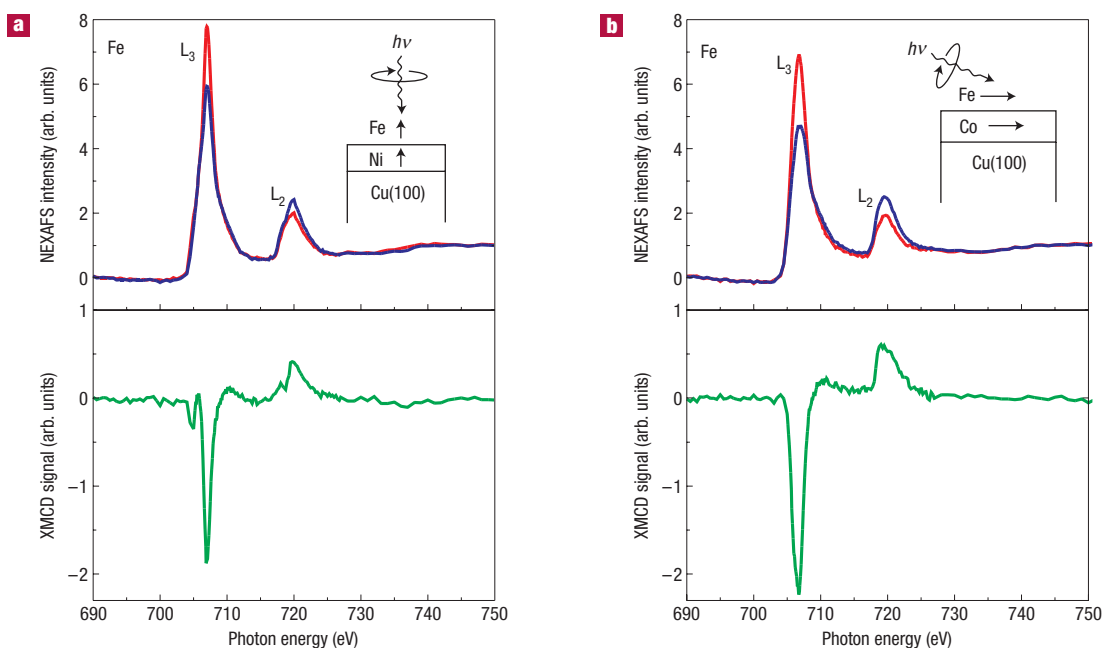 a
Fe
L3
L2
hν
Fe
Ni
Cu(100)
NEXAFS intensity (arb. units)
8
6
4
2
0
1
0
–1
–2
XMCD signal (arb. units)
690 700 710 720 730 740 750
Photon energy (eV)
b
Fe
L3
L2
hν
Fe
Co
Cu(100)
NEXAFS intensity (arb. units)
8
6
4
2
0
1
0
–1
–2
XMCD signal (arb. units)
690 700 710 720 730 740 750
Photon energy (eV)